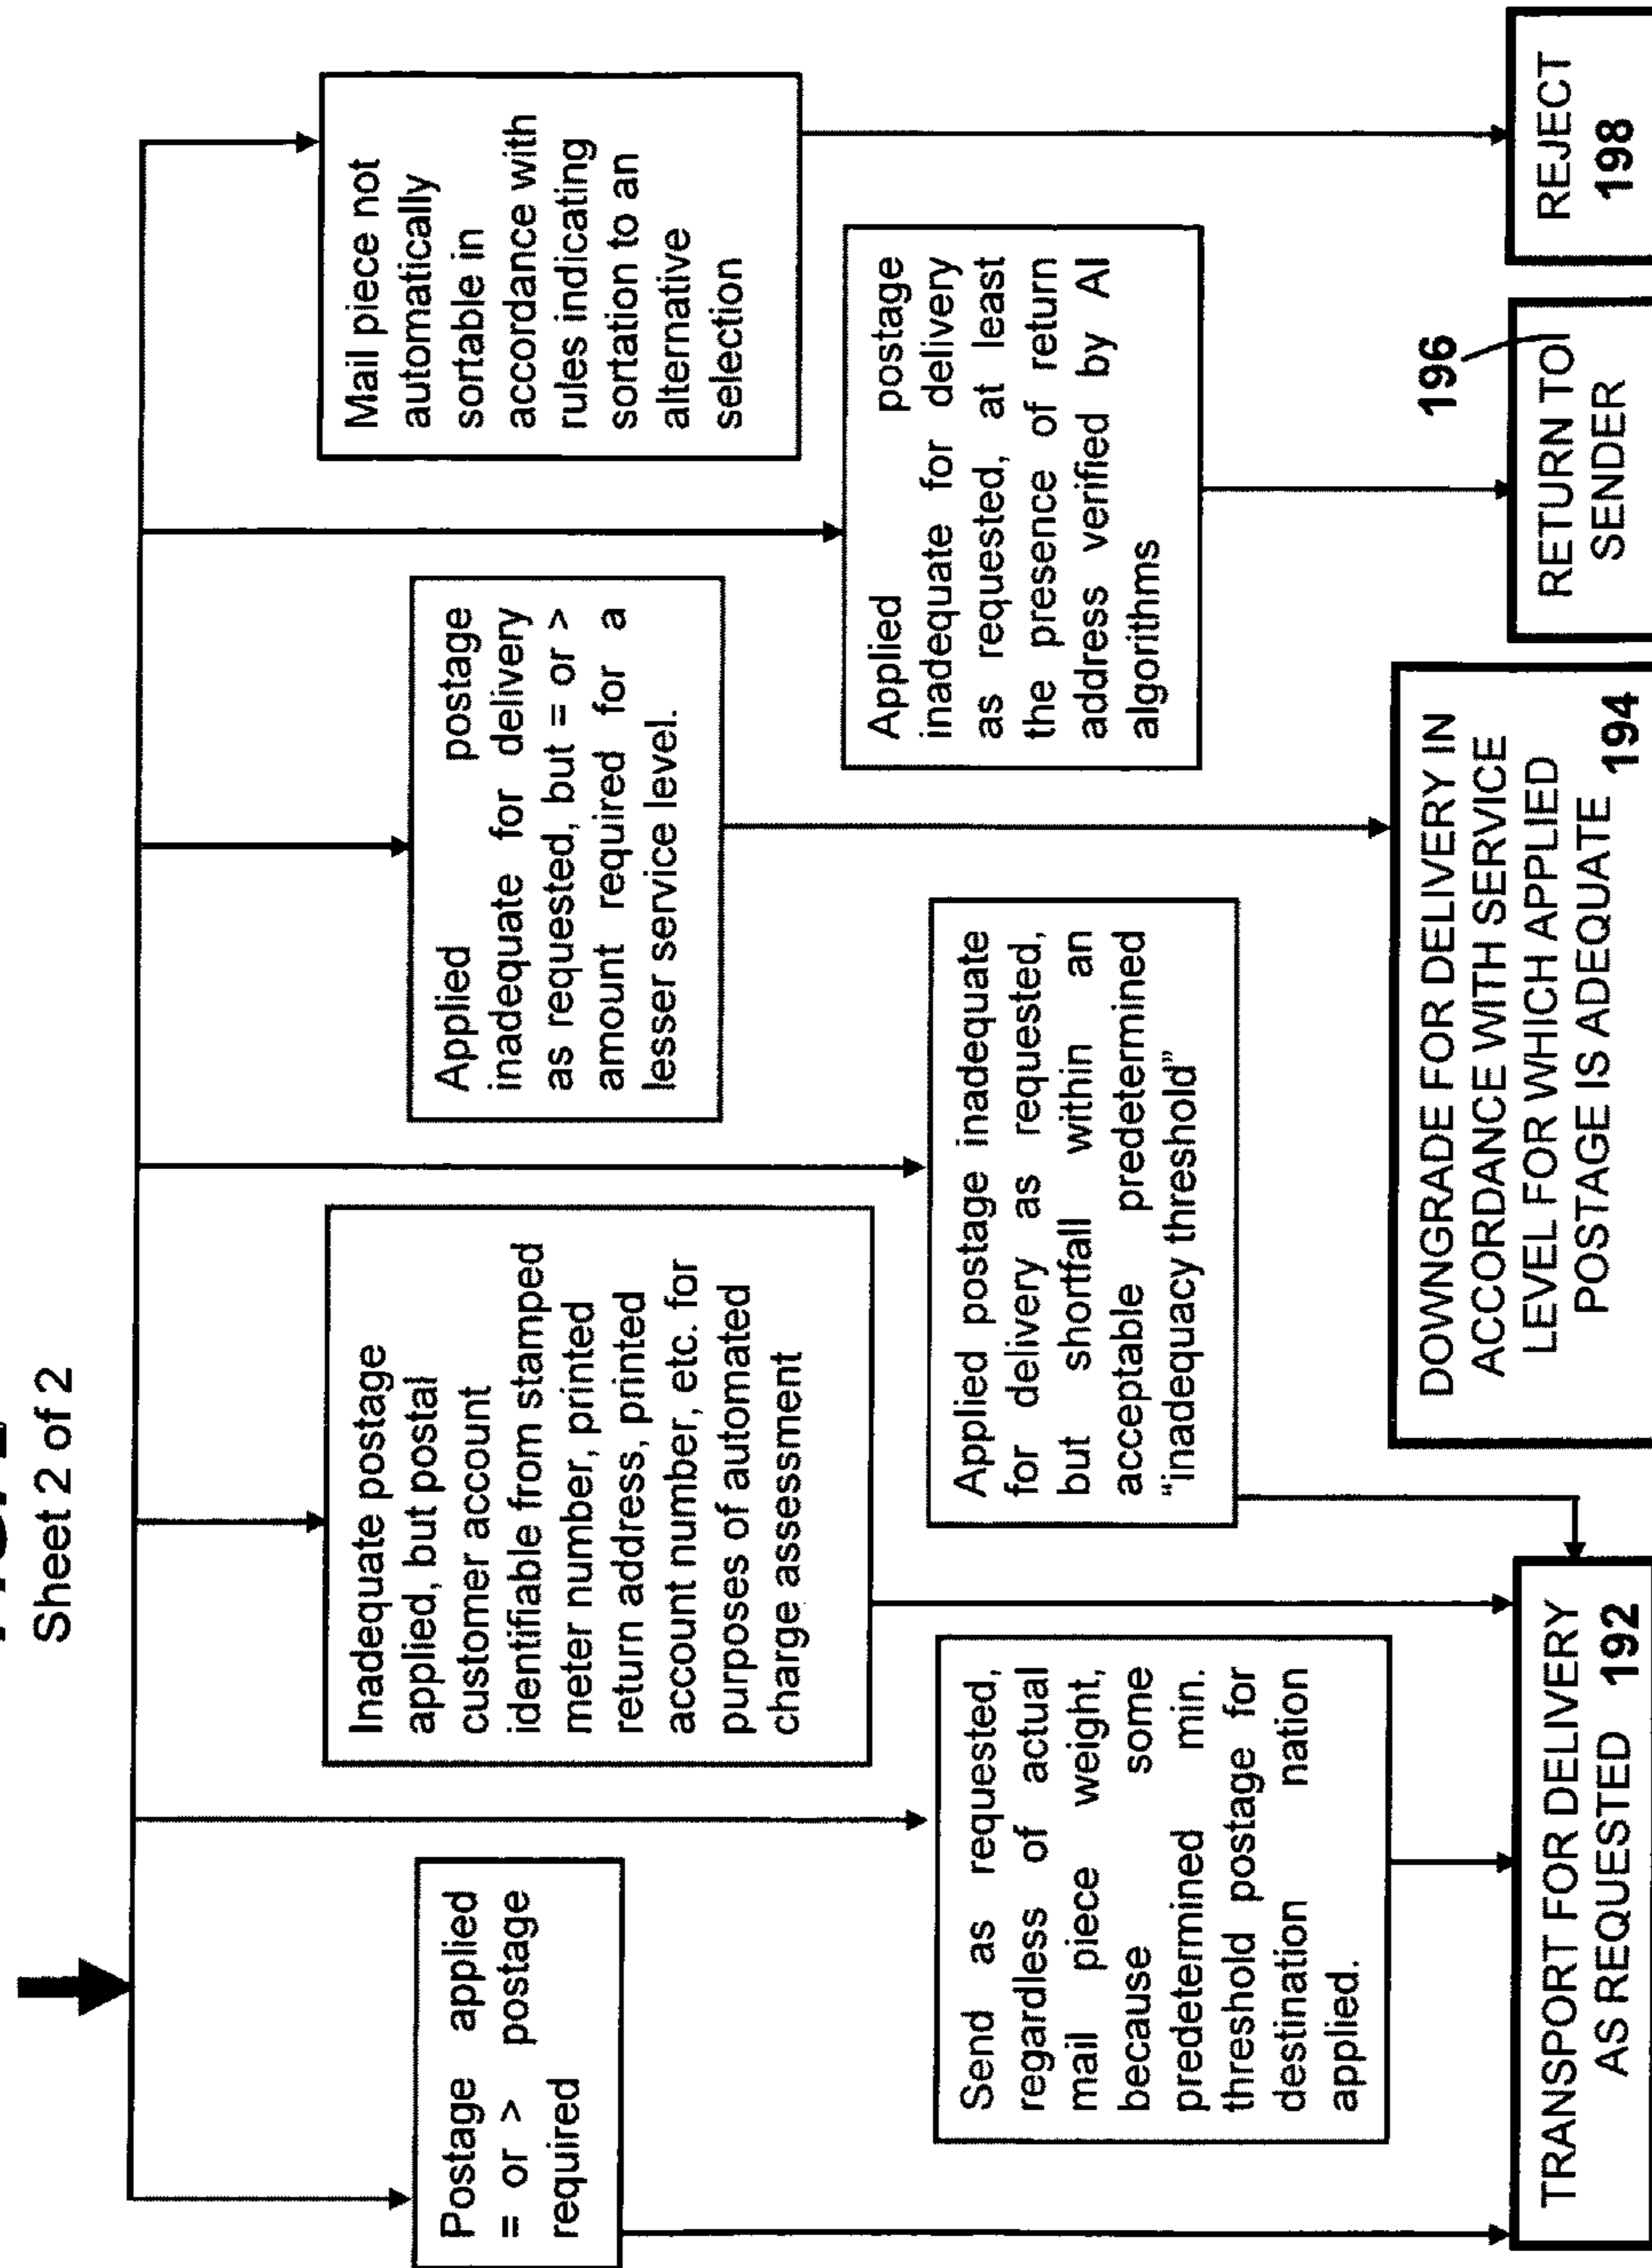 Sheet 2 of 2
Postage applied
= or > postage
required
Send as requested,
regardless of actual
mail piece weight,
because some
predetermined min.
threshold postage for
destination nation
applied.
Inadequate postage
applied, but postal
customer account
identifiable from stamped
meter number, printed
return address, printed
account number, etc. for
purposes of automated
charge assessment
Applied postage inadequate
for delivery as requested,
but shortfall within an
acceptable predetermined
“inadequacy threshold”
Applied postage
inadequate for delivery
as requested, but = or >
amount required for a
lesser service level.
Applied postage
inadequate for delivery
as requested, at least
the presence of return
address verified by AI
algorithms
Mail piece not
automatically
sortable in
accordance with
rules indicating
sortation to an
alternative
selection
TRANSPORT FOR DELIVERY
AS REQUESTED 192
DOWNGRADE FOR DELIVERY IN
ACCORDANCE WITH SERVICE
LEVEL FOR WHICH APPLIED
POSTAGE IS ADEQUATE 194
196
RETURN TO
SENDER
REJECT
198